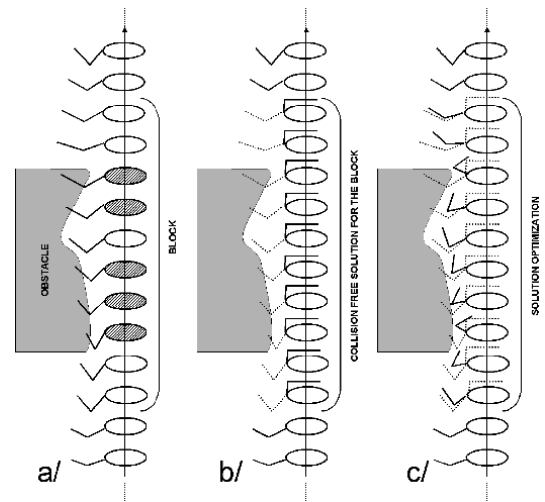 OBSTACLE
BLOCK
COLLISION FREE SOLUTION FOR THE BLOCK
SOLUTION OPTIMIZATION
a/
b/
c/